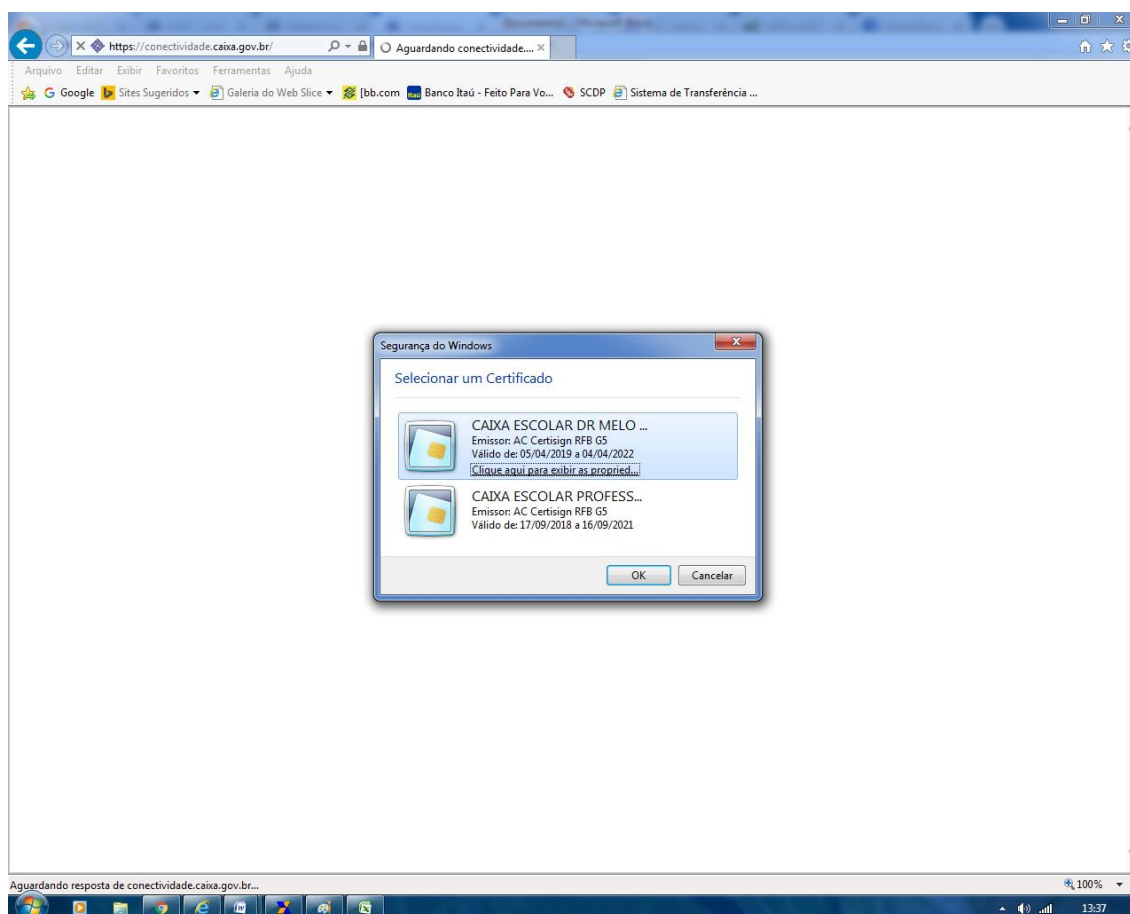 https://conectividade.caixa.gov.br/
Aguardando conectividade....
Arquivo Editar Exibir Favoritos Ferramentas Ajuda
Google Sites Sugeridos Galeria do Web Slice [bb.com Banco Itaú - Feito Para Vo... SCDP Sistema de Transferência ...
Segurança do Windows
Selecionar um Certificado
CAIXA ESCOLAR DR MELO ...
Emissor: AC Certisign RFB G5
Válido de: 05/04/2019 a 04/04/2022
Clique aqui para exibir as propried...
CAIXA ESCOLAR PROFESS...
Emissor: AC Certisign RFB G5
Válido de: 17/09/2018 a 16/09/2021
OK Cancelar
Aguardando resposta de conectividade.caixa.gov.br...
100%
13:37